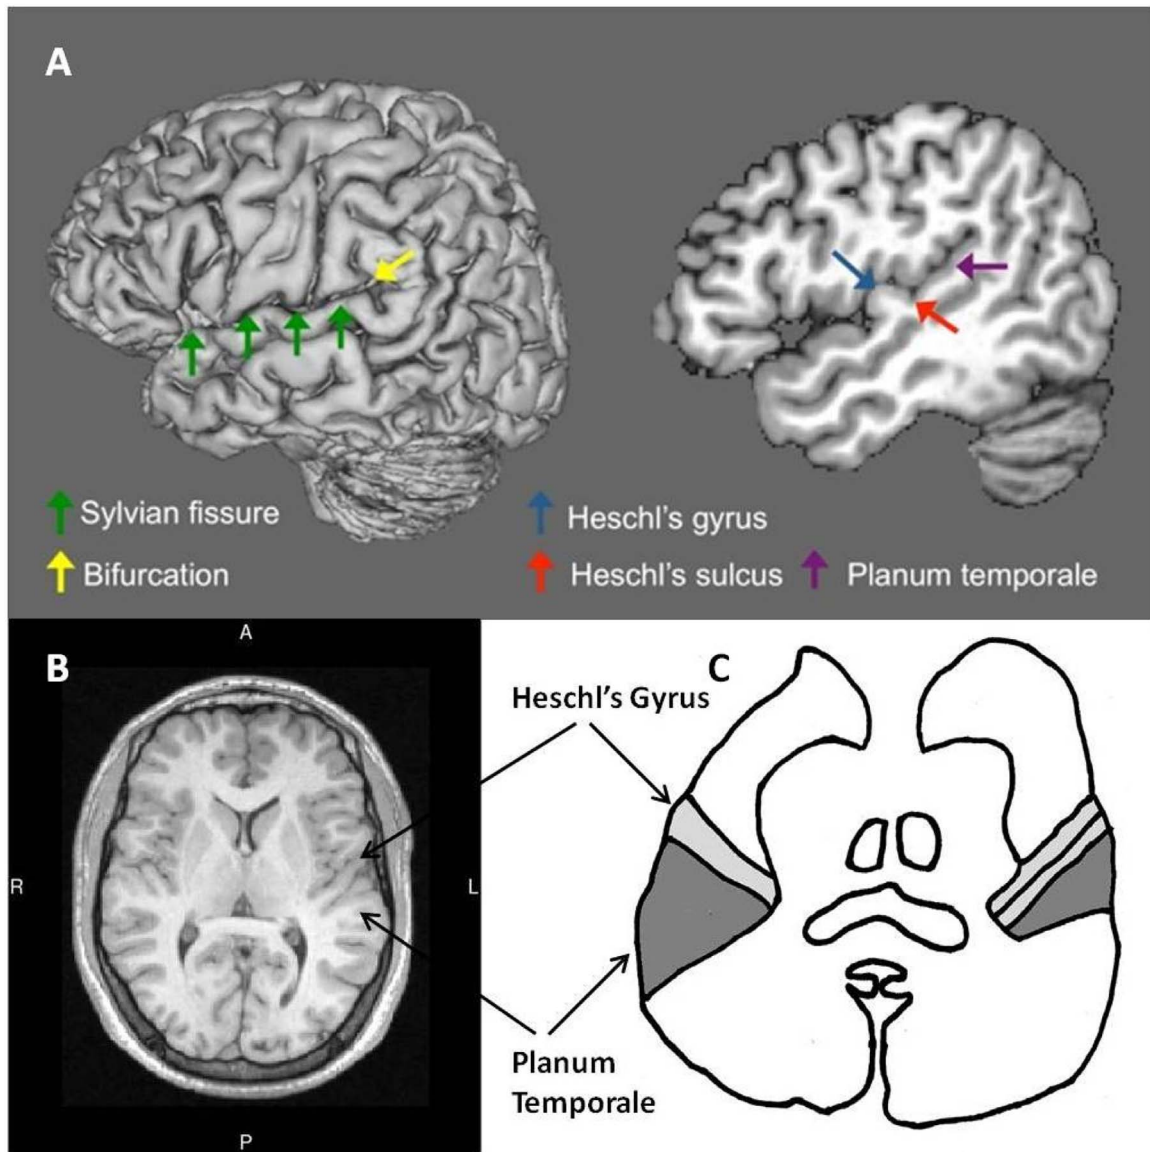 A
Sylvian fissure
Bifurcation
Heschl's gyrus
Heschl's sulcus
Planum temporale
B
A
R
L
P
C
Heschl's Gyrus
Planum
Temporale